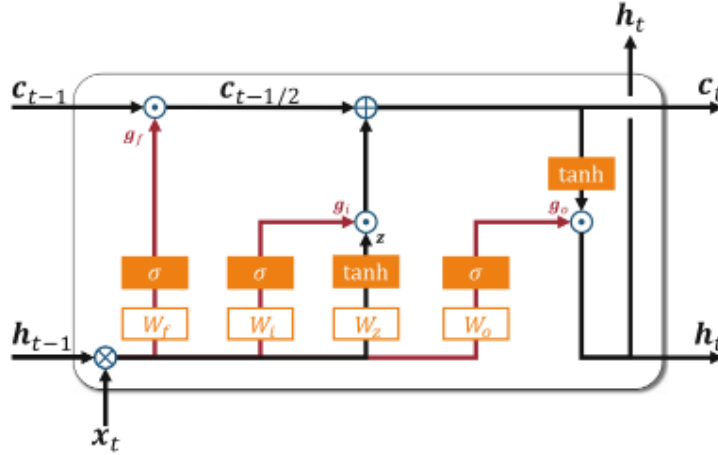 h_t
c_{t-1} c_{t-1/2} c_t
g_f
tanh
g_i g_o
z
σ σ tanh σ
W_f W_i W_z W_o
h_{t-1} h_t
x_t